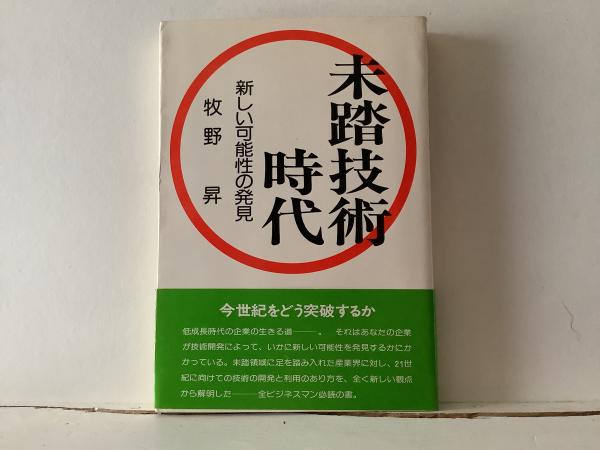 未踏技術
時代
新しい可能性の発見
牧野 昇
今世紀をどう突破するか
低成長時代の企業の生きる道───。 それはあなたの企業
が技術開発によって、いかに新しい可能性を発見するかにか
かっている。未踏領域に足を踏み入れた産業界に対し、21世
紀に向けての技術の開発と利用のあり方を、全く新しい観点
から解明した───全ビジネスマン必読の書。